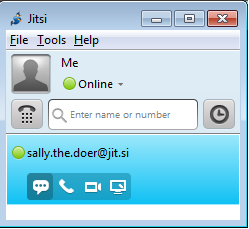 Jitsi
File Tools Help
Me
Online
Enter name or number
sally.the.doer@jit.si